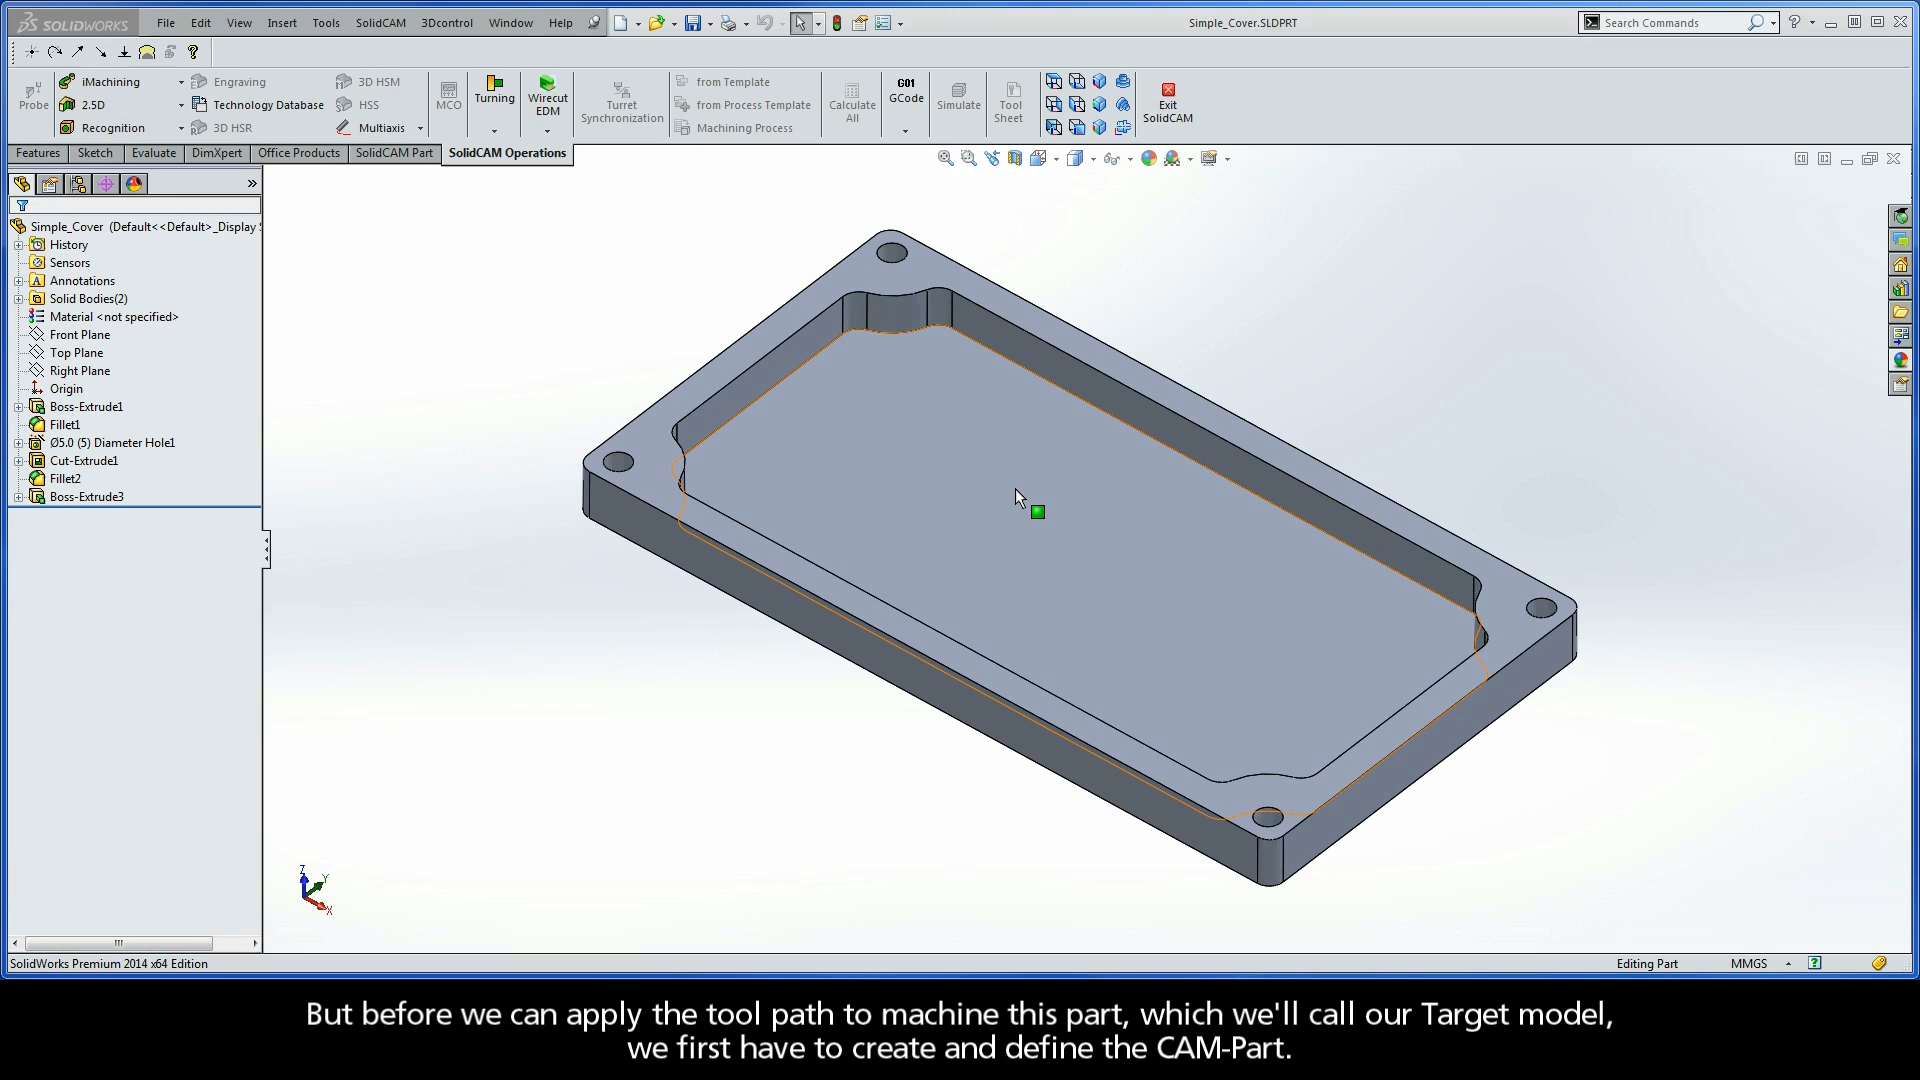 SOLIDWORKS File Edit View Insert Tools SolidCAM 3Dcontrol Window Help Simple_Cover.SLDPRT Search Commands
Probe
iMachining
2.5D
Recognition
Engraving
Technology Database
3D HSR
3D HSM
HSS
Multiaxis
MCO
Turning
Wirecut
EDM
Turret
Synchronization
from Template
from Process Template
Machining Process
Calculate
All
G01
GCode
Simulate
Tool
Sheet
Exit
SolidCAM
Features Sketch Evaluate DimXpert Office Products SolidCAM Part SolidCAM Operations
Simple_Cover (Default<<Default>_Display
History
Sensors
Annotations
Solid Bodies(2)
Material <not specified>
Front Plane
Top Plane
Right Plane
Origin
Boss-Extrude1
Fillet1
Ø5.0 (5) Diameter Hole1
Cut-Extrude1
Fillet2
Boss-Extrude3
Z
Y
X
SolidWorks Premium 2014 x64 Edition Editing Part MMGS
But before we can apply the tool path to machine this part, which we'll call our Target model,
we first have to create and define the CAM-Part.